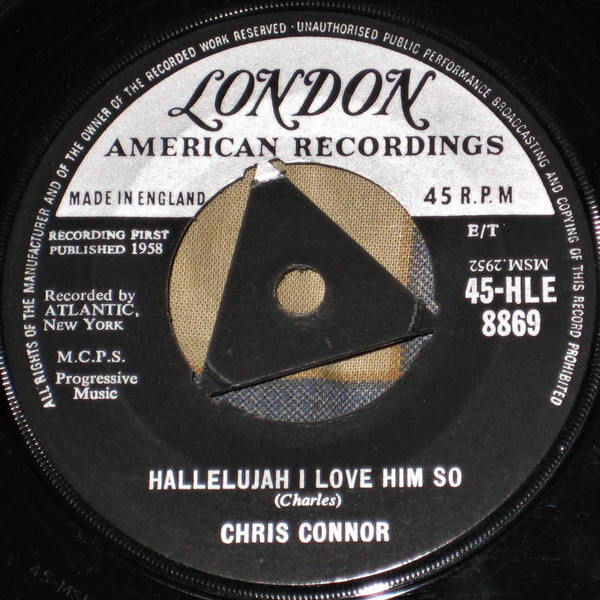 ALL RIGHTS OF THE MANUFACTURER AND OF THE OWNER OF THE RECORDED WORK RESERVED · UNAUTHORISED PUBLIC PERFORMANCE BROADCASTING AND COPYING OF THIS RECORD PROHIBITED
LONDON
AMERICAN RECORDINGS
MADE IN ENGLAND
45 R.P.M
RECORDING FIRST
PUBLISHED 1958
E/T
MSM.2952
45-HLE
8869
Recorded by
ATLANTIC,
NEW YORK
M.C.P.S.
Progressive
Music
HALLELUJAH I LOVE HIM SO
(Charles)
CHRIS CONNOR